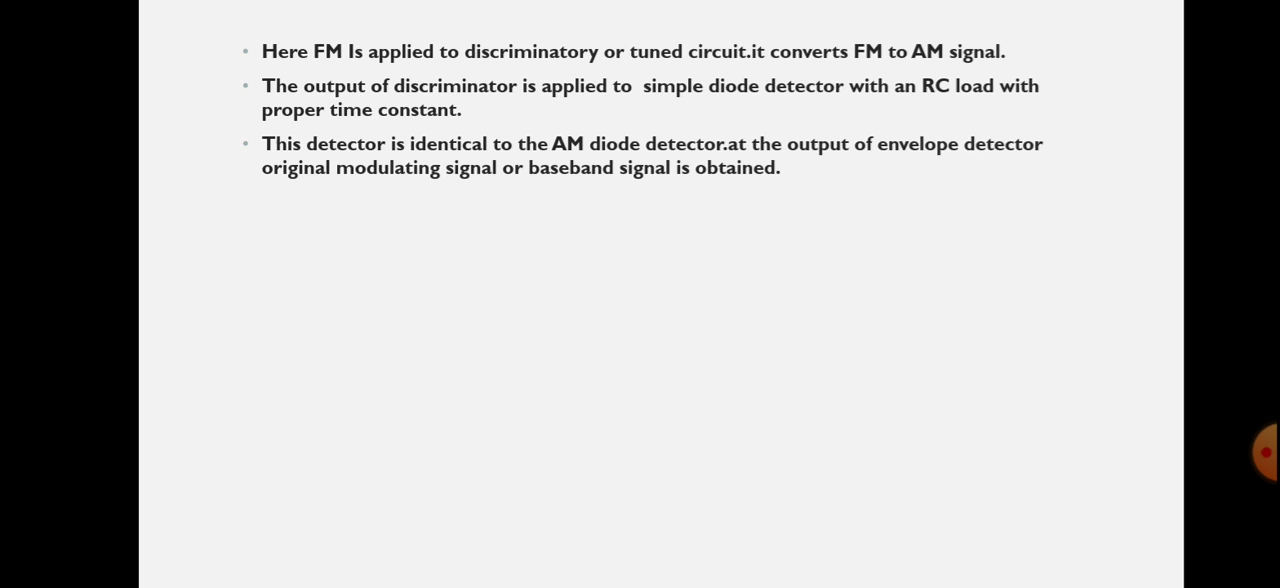 Here FM Is applied to discriminatory or tuned circuit.it converts FM to AM signal.
The output of discriminator is applied to  simple diode detector with an RC load with
proper time constant.
This detector is identical to the AM diode detector.at the output of envelope detector
original modulating signal or baseband signal is obtained.